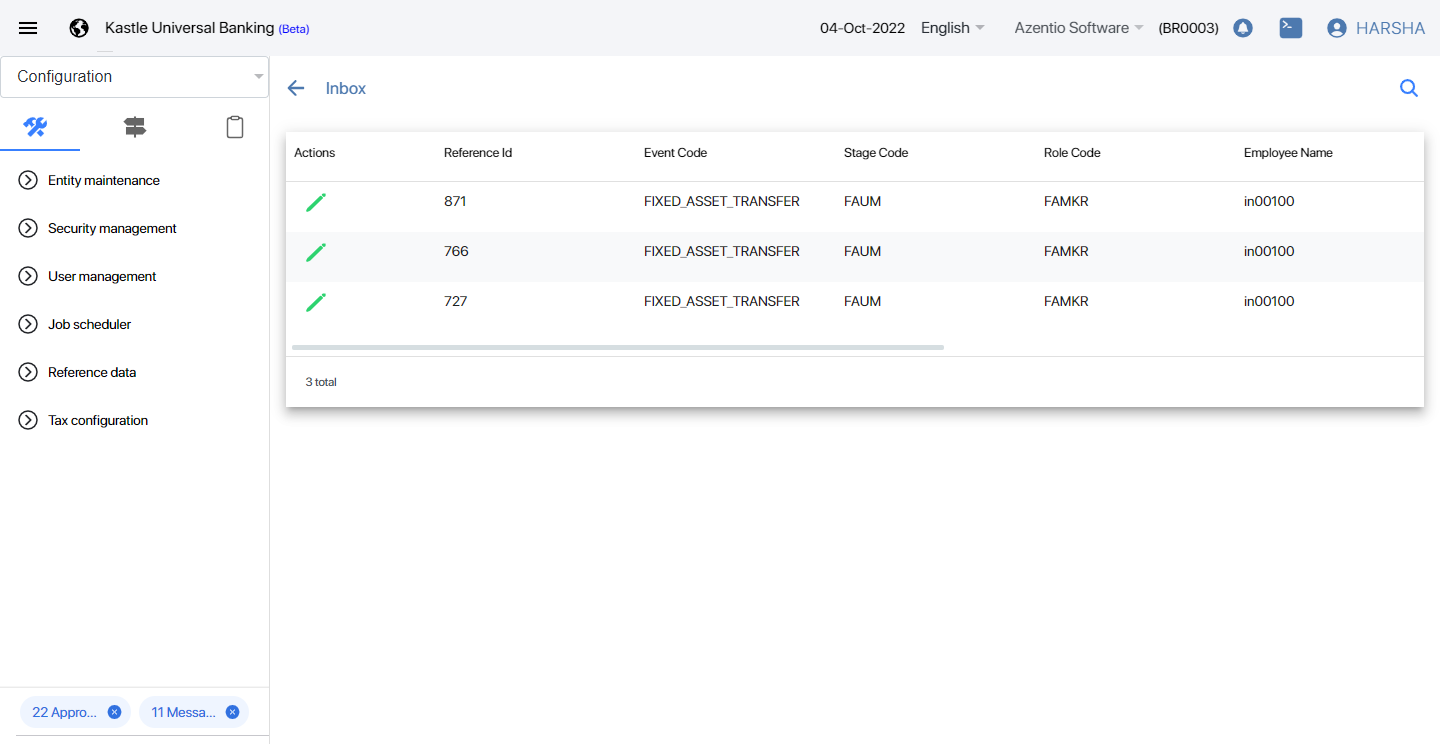 Kastle Universal Banking (Beta) 04-Oct-2022 English Azentio Software (BR0003) HARSHA
Configuration
Inbox
Actions Reference Id Event Code Stage Code Role Code Employee Name
871 FIXED_ASSET_TRANSFER FAUM FAMKR in00100
766 FIXED_ASSET_TRANSFER FAUM FAMKR in00100
727 FIXED_ASSET_TRANSFER FAUM FAMKR in00100
3 total
Entity maintenance
Security management
User management
Job scheduler
Reference data
Tax configuration
22 Appro... 11 Messa...